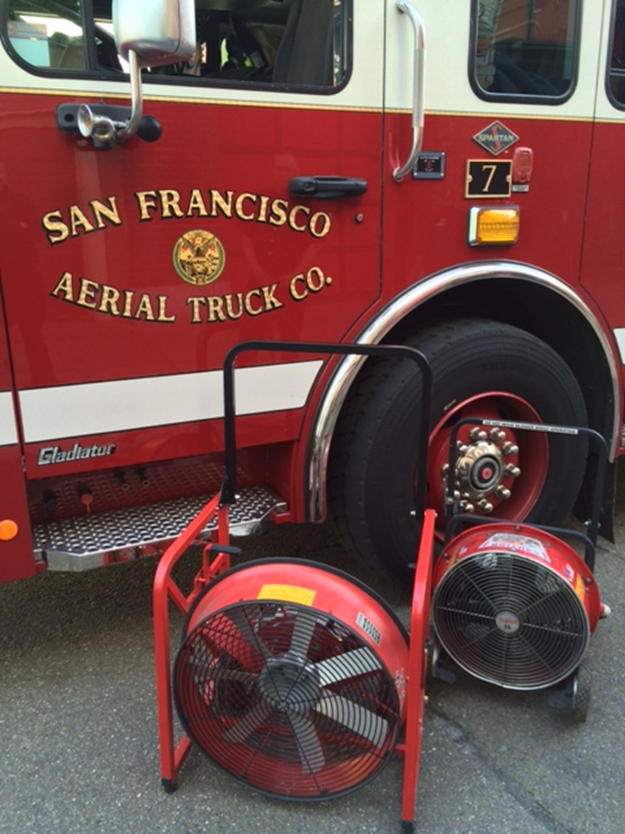 SPARTAN
7
SAN FRANCISCO
AERIAL TRUCK CO.
Gladiator